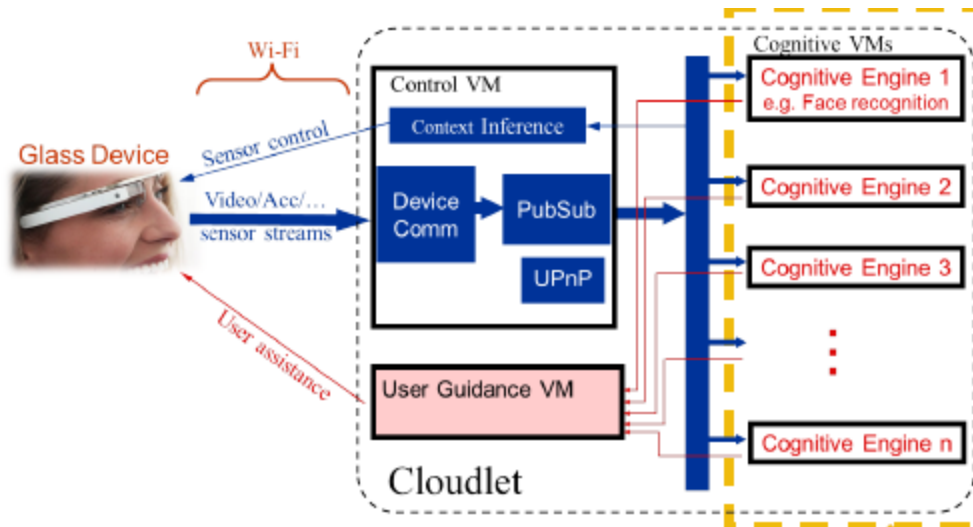 Wi-Fi
Glass Device
Sensor control
Video/Acc/...
sensor streams
User assistance
Control VM
Context Inference
Device
Comm
PubSub
UPnP
User Guidance VM
Cloudlet
Cognitive VMs
Cognitive Engine 1
e.g. Face recognition
Cognitive Engine 2
Cognitive Engine 3
Cognitive Engine n